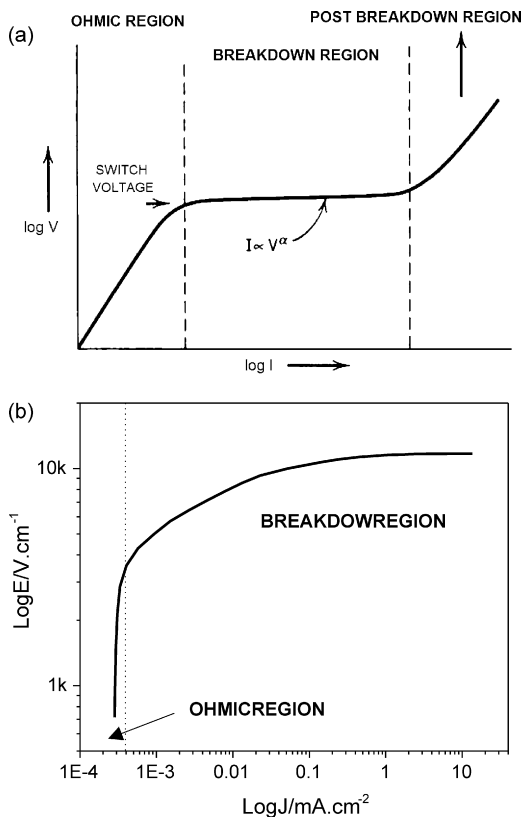 (a)
OHMIC REGION
POST BREAKDOWN REGION
BREAKDOWN REGION
SWITCH
VOLTAGE
log V
I∝V^α
log I
(b)
10k
BREAKDOWREGION
LogE/V.cm⁻¹
1k
OHMICREGION
1E-4 1E-3 0.01 0.1 1 10
LogJ/mA.cm⁻²